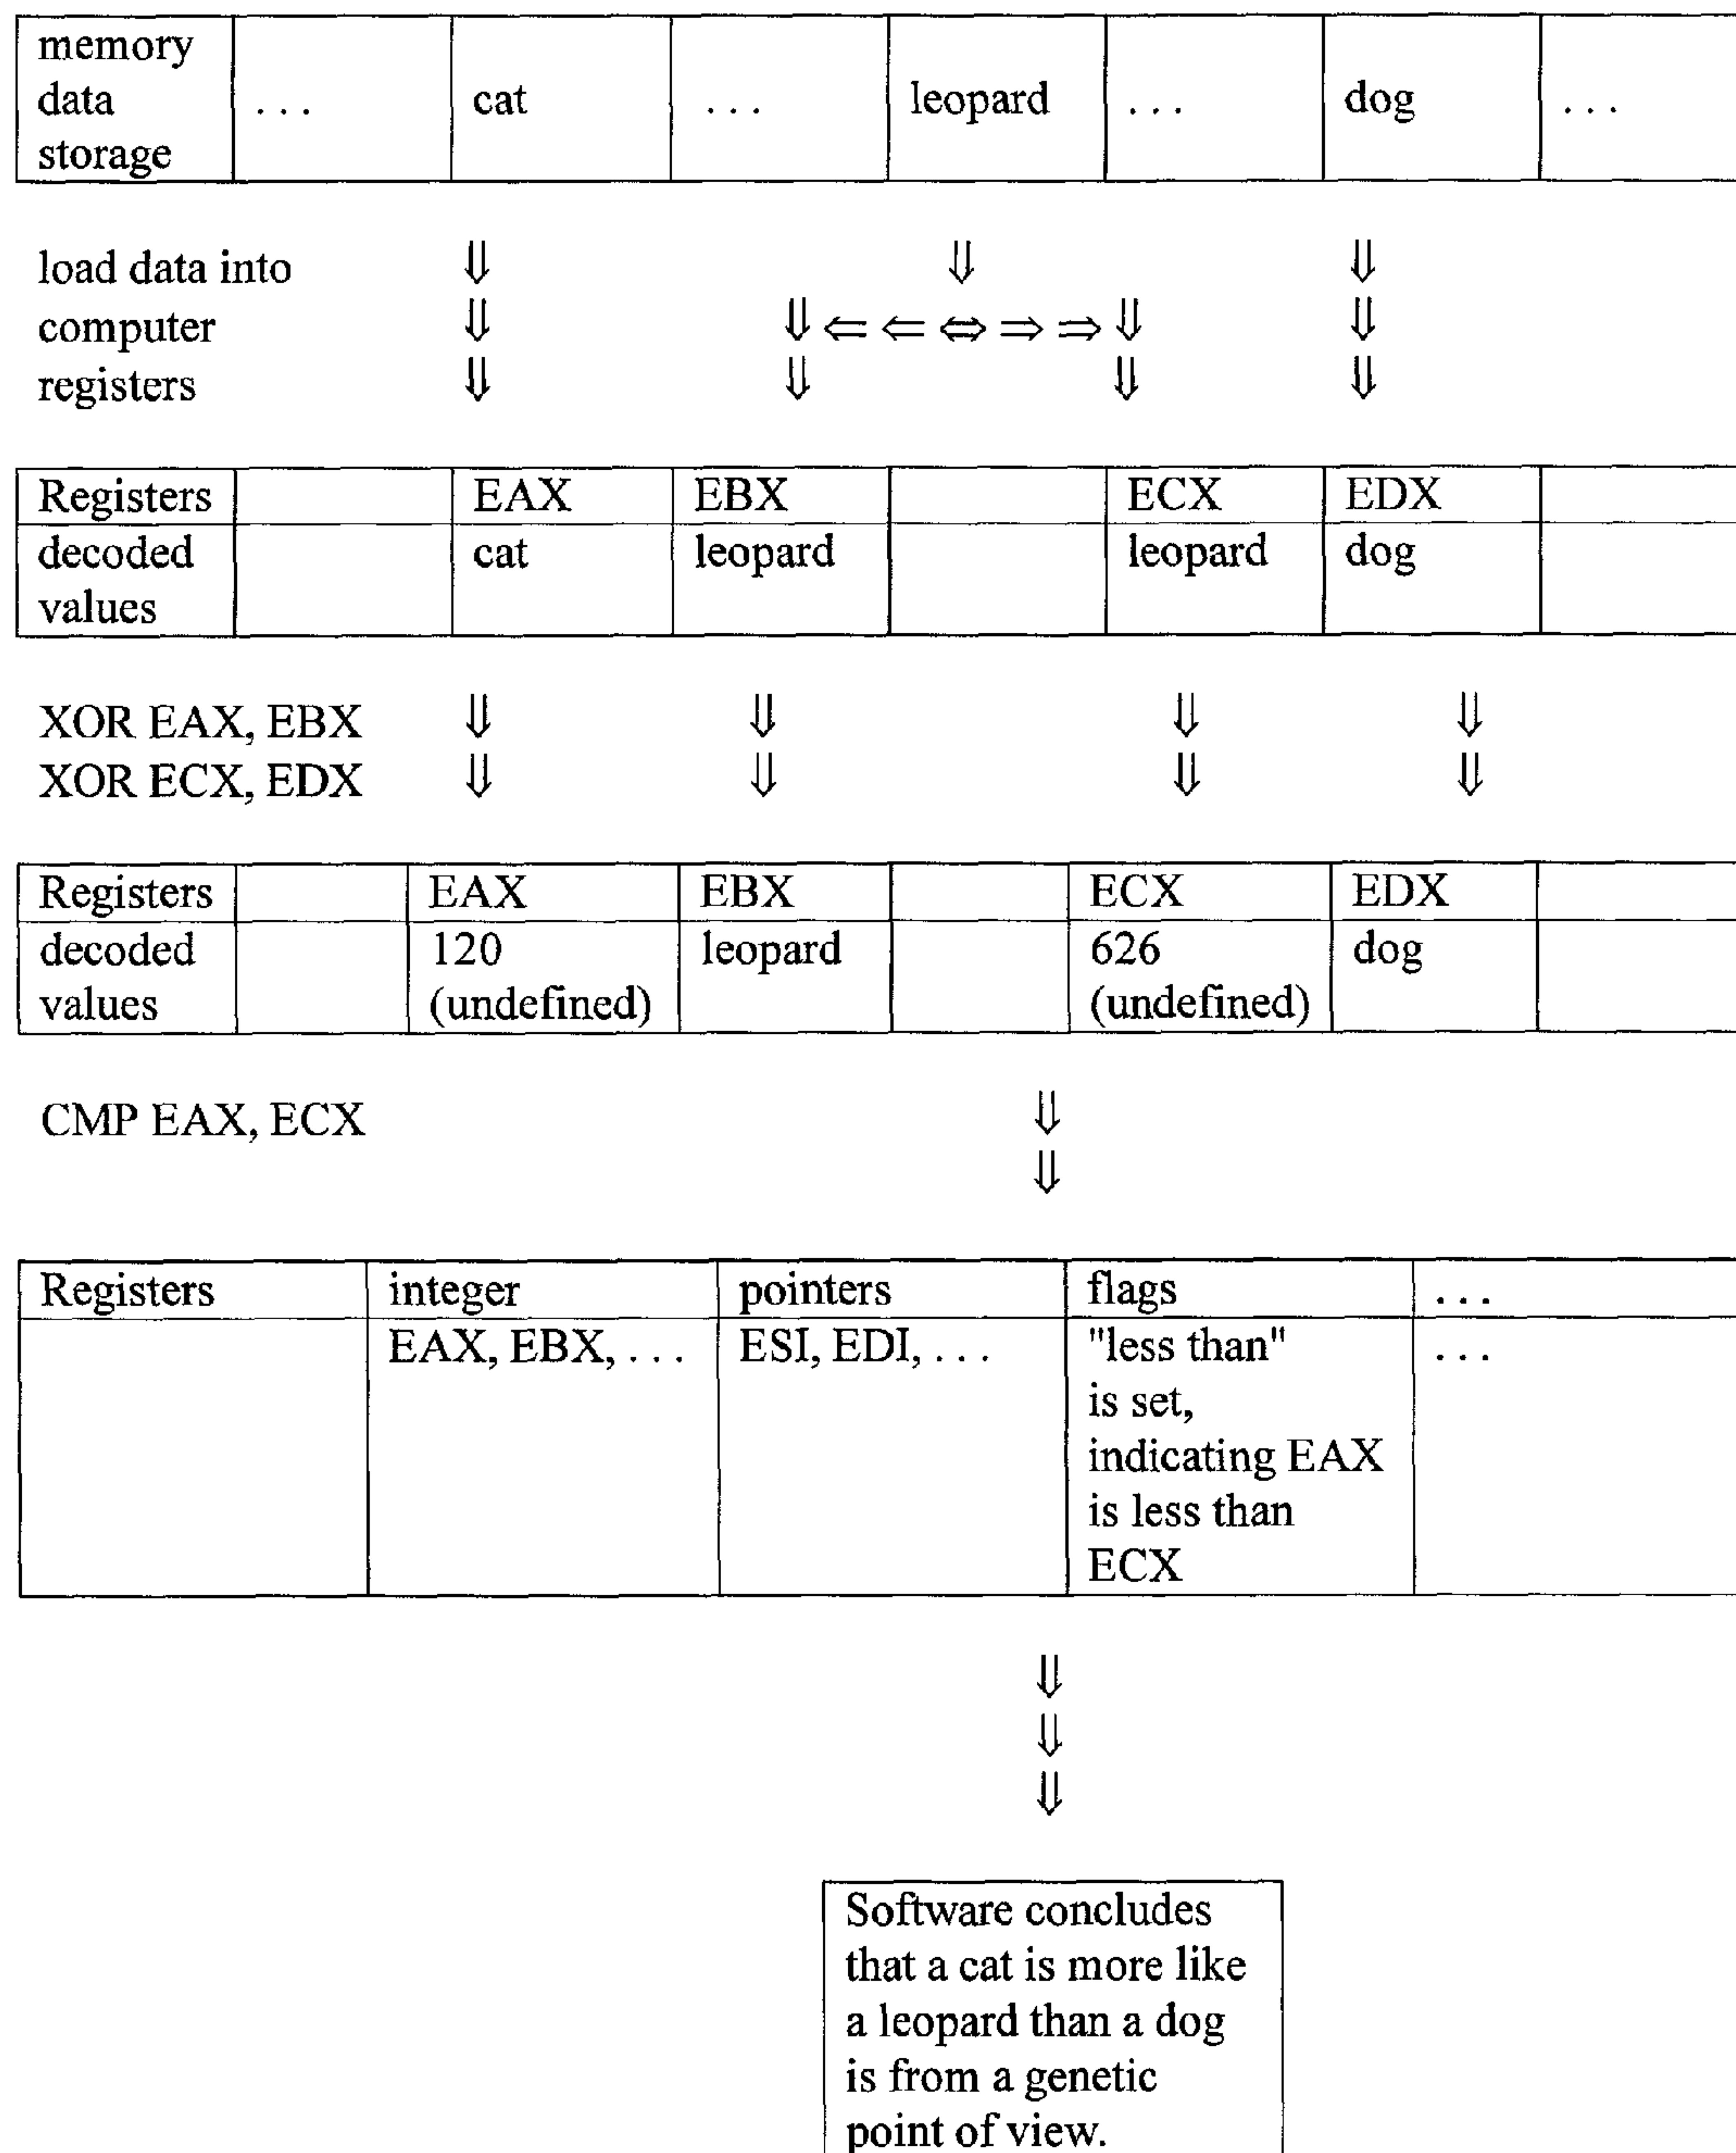 memory
data ... cat ... leopard ... dog ...
storage
load data into ⇓ ⇓ ⇓
computer ⇓ ⇓ ⇐ ⇐ ⇔ ⇒ ⇒ ⇓ ⇓
registers ⇓ ⇓ ⇓ ⇓
Registers EAX EBX ECX EDX
decoded cat leopard leopard dog
values
XOR EAX, EBX ⇓ ⇓ ⇓ ⇓
XOR ECX, EDX ⇓ ⇓ ⇓ ⇓
Registers EAX EBX ECX EDX
decoded 120 leopard 626 dog
values (undefined) (undefined)
CMP EAX, ECX ⇓
⇓
Registers integer pointers flags ...
EAX, EBX, ... ESI, EDI, ... "less than" ...
is set,
indicating EAX
is less than
ECX
⇓
⇓
⇓
Software concludes
that a cat is more like
a leopard than a dog
is from a genetic
point of view.